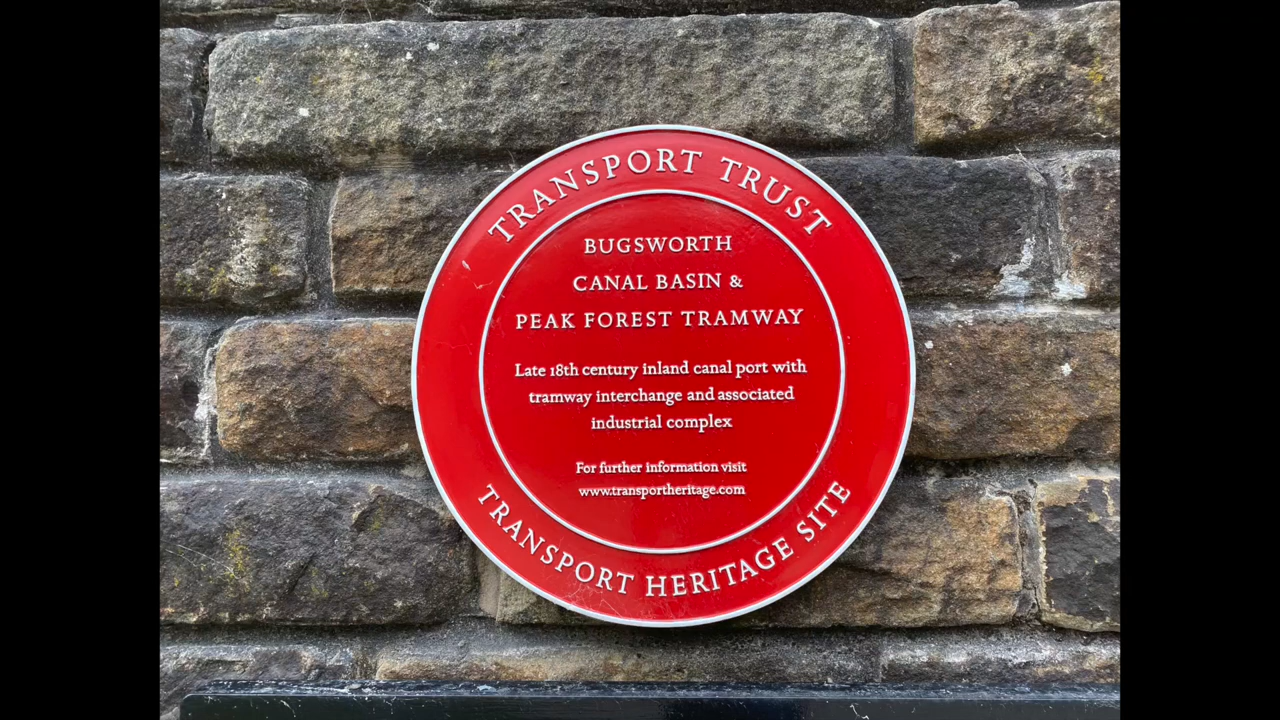 TRANSPORT TRUST
BUGSWORTH
CANAL BASIN &
PEAK FOREST TRAMWAY
Late 18th century inland canal port with
tramway interchange and associated
industrial complex
For further information visit
www.transportheritage.com
TRANSPORT HERITAGE SITE